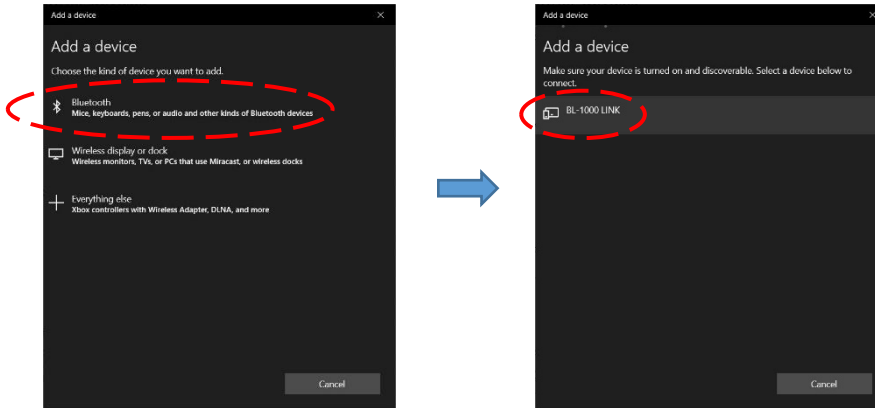 Add a device
Add a device
Choose the kind of device you want to add.
Bluetooth
Mice, keyboards, pens, or audio and other kinds of Bluetooth devices
Wireless display or dock
Wireless monitors, TVs, or PCs that use Miracast, or wireless docks
Everything else
Xbox controllers with Wireless Adapter, DLNA, and more
Cancel
Add a device
Add a device
Make sure your device is turned on and discoverable. Select a device below to
connect.
BL-1000 LINK
Cancel